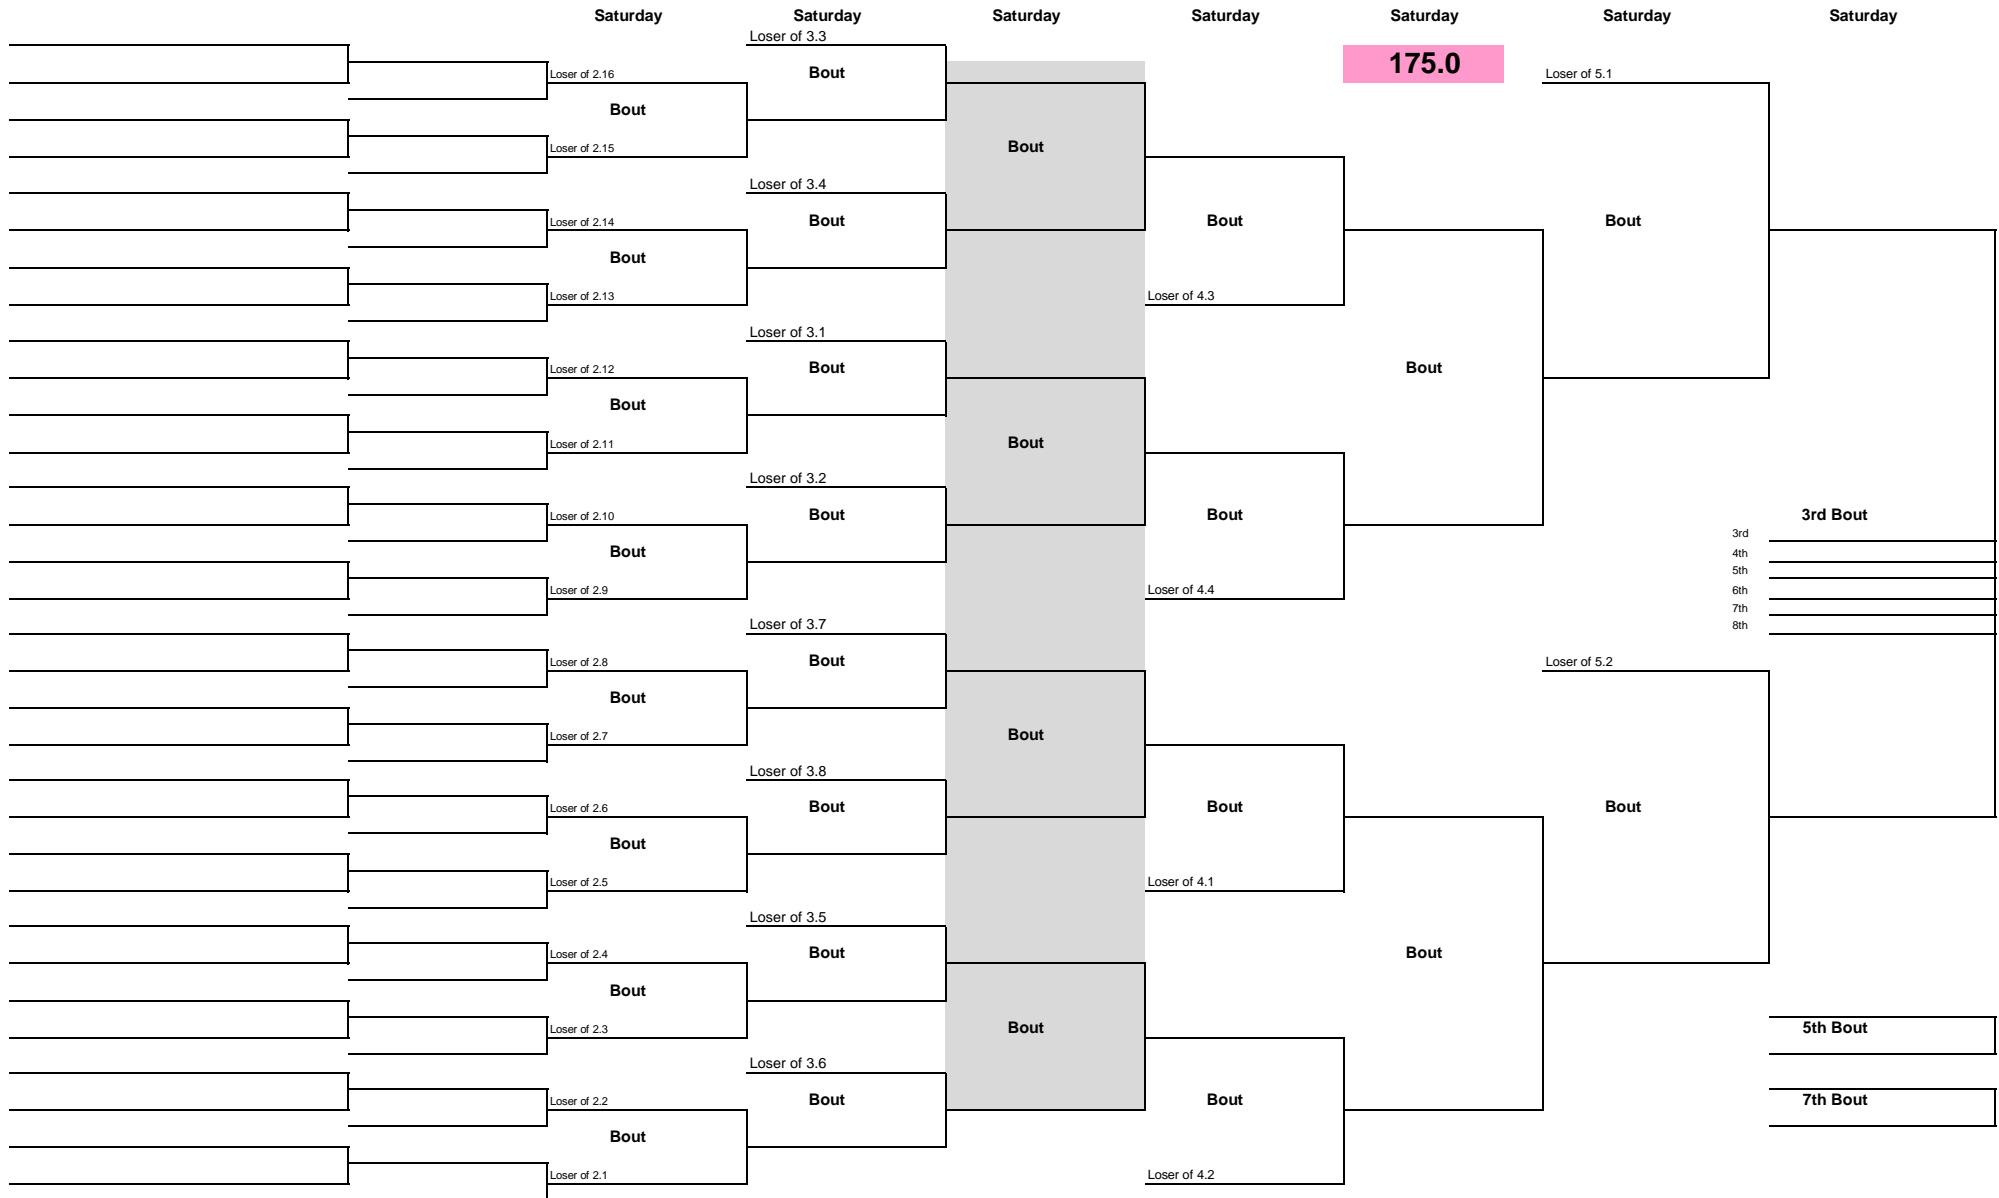 Saturday Saturday Saturday Saturday Saturday Saturday Saturday
Loser of 3.3
175.0
Loser of 2.16 Bout Loser of 5.1
Bout
Loser of 2.15 Bout
Loser of 3.4
Loser of 2.14 Bout Bout Bout
Bout
Loser of 2.13 Loser of 4.3
Loser of 3.1
Loser of 2.12 Bout Bout
Bout
Loser of 2.11 Bout
Loser of 3.2
Loser of 2.10 Bout Bout 3rd Bout
3rd
Bout 4th
5th
Loser of 2.9 Loser of 4.4 6th
7th
Loser of 3.7 8th
Loser of 2.8 Bout Loser of 5.2
Bout
Loser of 2.7 Bout
Loser of 3.8
Loser of 2.6 Bout Bout Bout
Bout
Loser of 2.5 Loser of 4.1
Loser of 3.5
Loser of 2.4 Bout Bout
Bout
Loser of 2.3 Bout 5th Bout
Loser of 3.6
Loser of 2.2 Bout Bout 7th Bout
Bout
Loser of 2.1 Loser of 4.2